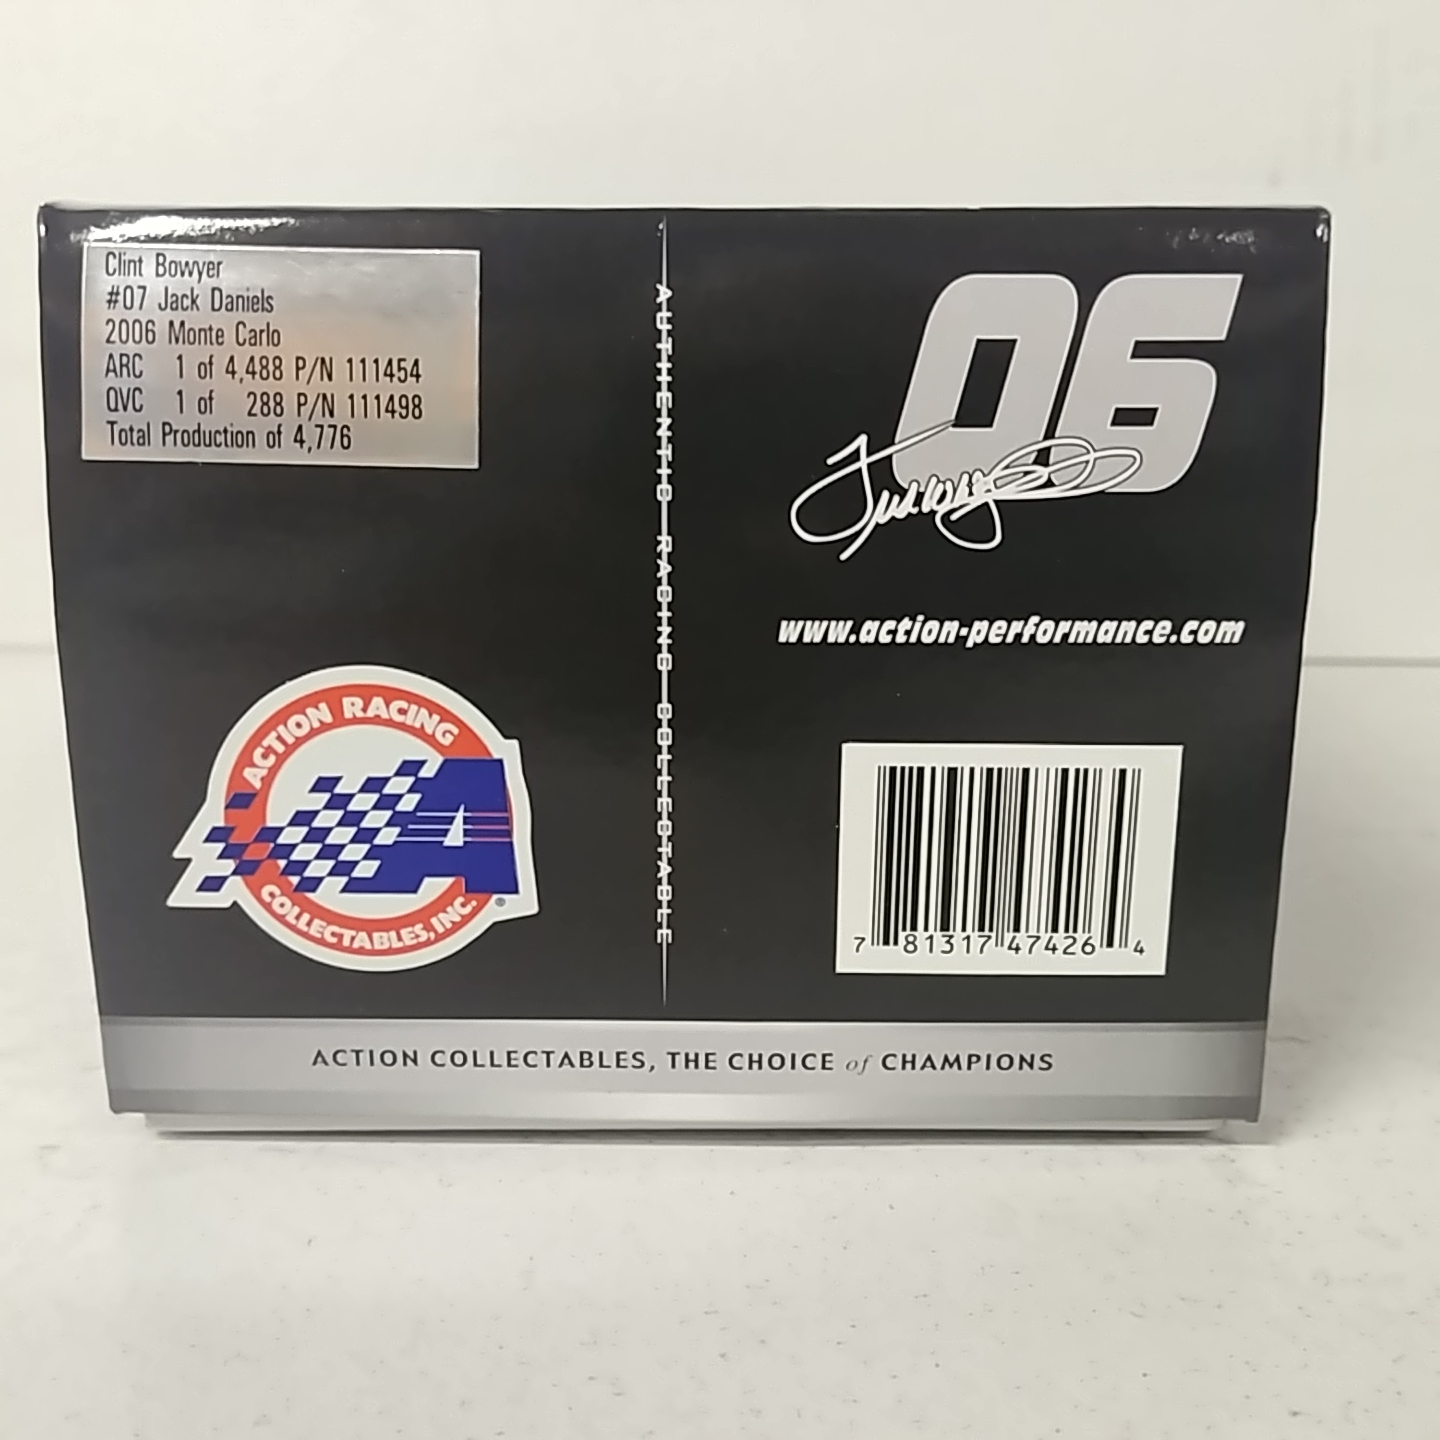 Clint Bowyer
#07 Jack Daniels
2006 Monte Carlo
ARC 1 of 4,488 P/N 111454
QVC 1 of 288 P/N 111498
Total Production of 4,776
AUTHENTIC RACING COLLECTABLE
06
www.action-performance.com
ACTION RACING
COLLECTABLES, INC.
®
7 81317 47426 4
ACTION COLLECTABLES, THE CHOICE of CHAMPIONS